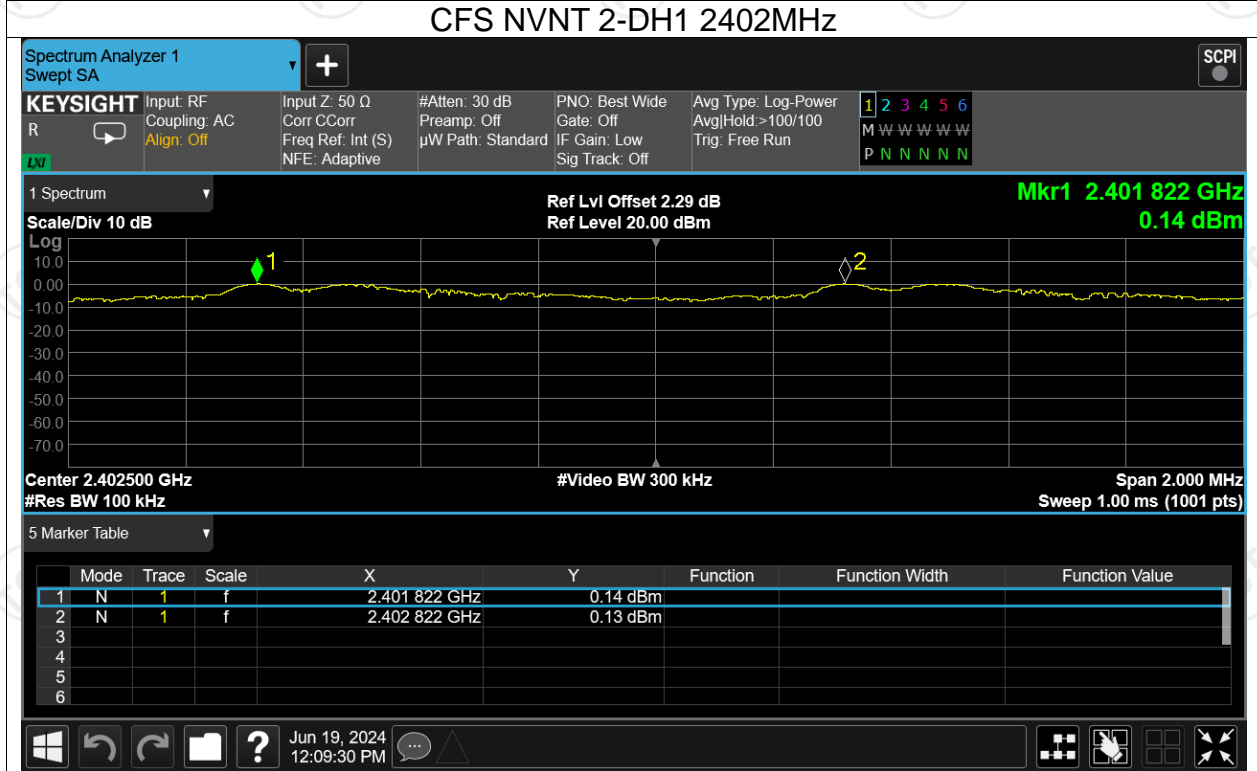 CFS NVNT 2-DH1 2402MHz
Spectrum Analyzer 1
Swept SA
+
SCPI
KEYSIGHT
R
LXI
Input: RF
Coupling: AC
Align: Off
Input Z: 50 Ω
Corr CCorr
Freq Ref: Int (S)
NFE: Adaptive
#Atten: 30 dB
Preamp: Off
µW Path: Standard
PNO: Best Wide
Gate: Off
IF Gain: Low
Sig Track: Off
Avg Type: Log-Power
Avg|Hold:>100/100
Trig: Free Run
1 2 3 4 5 6
M W W W W W
P N N N N N
1 Spectrum
Scale/Div 10 dB
Ref Lvl Offset 2.29 dB
Ref Level 20.00 dBm
Mkr1 2.401 822 GHz
0.14 dBm
Log
10.0
0.00
-10.0
-20.0
-30.0
-40.0
-50.0
-60.0
-70.0
1
2
Center 2.402500 GHz
#Video BW 300 kHz
Span 2.000 MHz
#Res BW 100 kHz
Sweep 1.00 ms (1001 pts)
5 Marker Table
Mode Trace Scale X Y Function Function Width Function Value
1 N 1 f 2.401 822 GHz 0.14 dBm
2 N 1 f 2.402 822 GHz 0.13 dBm
3
4
5
6
?
Jun 19, 2024
12:09:30 PM